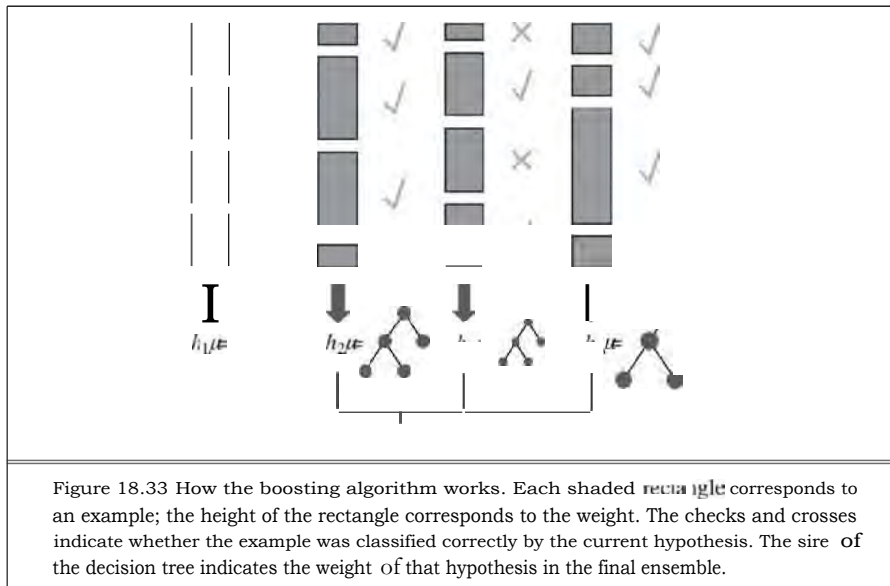 h₁ h₂
Figure 18.33 How the boosting algorithm works. Each shaded rectangle corresponds to
an example; the height of the rectangle corresponds to the weight. The checks and crosses
indicate whether the example was classified correctly by the current hypothesis. The sire of
the decision tree indicates the weight of that hypothesis in the final ensemble.